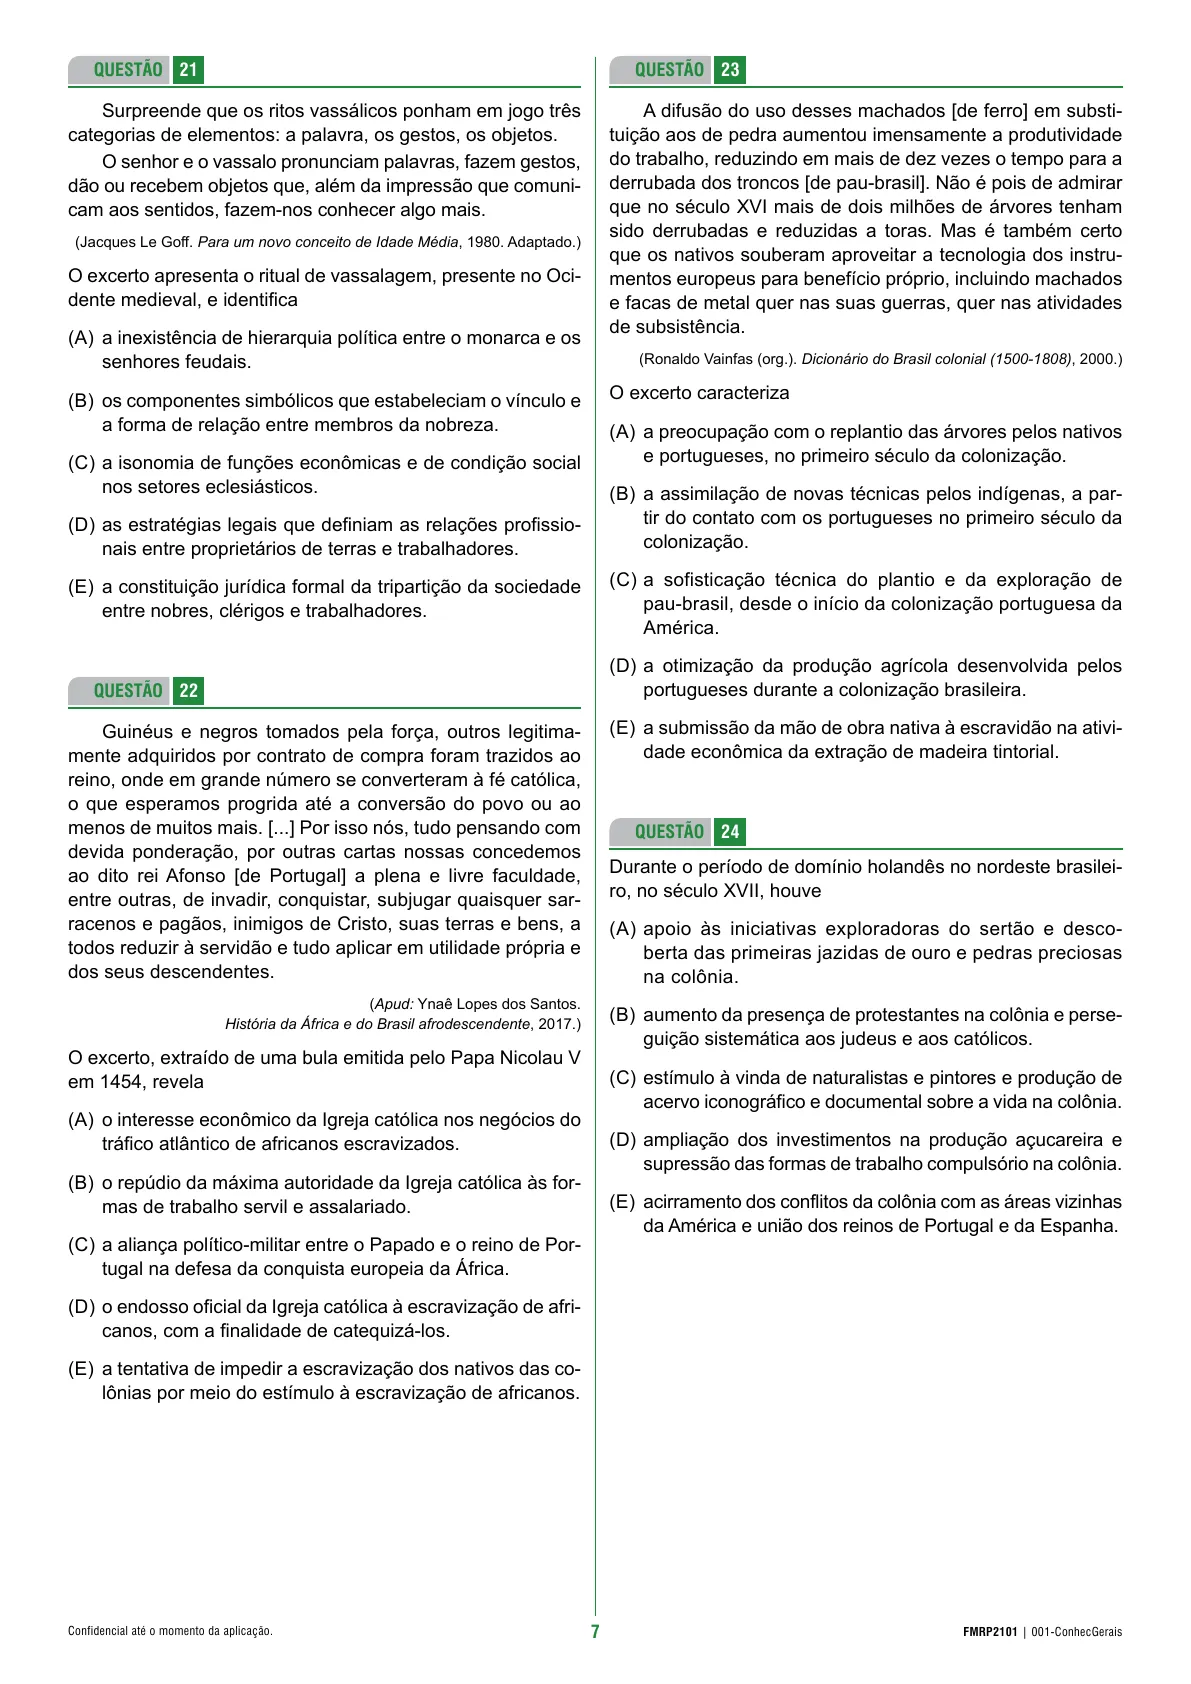 QUESTÃO 21
Surpreende que os ritos vassálicos ponham em jogo três
categorias de elementos: a palavra, os gestos, os objetos.
O senhor e o vassalo pronunciam palavras, fazem gestos,
dão ou recebem objetos que, além da impressão que comuni-
cam aos sentidos, fazem-nos conhecer algo mais.
(Jacques Le Goff. Para um novo conceito de Idade Média, 1980. Adaptado.)
O excerto apresenta o ritual de vassalagem, presente no Oci-
dente medieval, e identifica
(A) a inexistência de hierarquia política entre o monarca e os
senhores feudais.
(B) os componentes simbólicos que estabeleciam o vínculo e
a forma de relação entre membros da nobreza.
(C) a isonomia de funções econômicas e de condição social
nos setores eclesiásticos.
(D) as estratégias legais que definiam as relações profissio-
nais entre proprietários de terras e trabalhadores.
(E) a constituição jurídica formal da tripartição da sociedade
entre nobres, clérigos e trabalhadores.
QUESTÃO 22
Guinéus e negros tomados pela força, outros legitima-
mente adquiridos por contrato de compra foram trazidos ao
reino, onde em grande número se converteram à fé católica,
o que esperamos progrida até a conversão do povo ou ao
menos de muitos mais. [...] Por isso nós, tudo pensando com
devida ponderação, por outras cartas nossas concedemos
ao dito rei Afonso [de Portugal] a plena e livre faculdade,
entre outras, de invadir, conquistar, subjugar quaisquer sar-
racenos e pagãos, inimigos de Cristo, suas terras e bens, a
todos reduzir à servidão e tudo aplicar em utilidade própria e
dos seus descendentes.
(Apud: Ynaê Lopes dos Santos.
História da África e do Brasil afrodescendente, 2017.)
O excerto, extraído de uma bula emitida pelo Papa Nicolau V
em 1454, revela
(A) o interesse econômico da Igreja católica nos negócios do
tráfico atlântico de africanos escravizados.
(B) o repúdio da máxima autoridade da Igreja católica às for-
mas de trabalho servil e assalariado.
(C) a aliança político-militar entre o Papado e o reino de Por-
tugal na defesa da conquista europeia da África.
(D) o endosso oficial da Igreja católica à escravização de afri-
canos, com a finalidade de catequizá-los.
(E) a tentativa de impedir a escravização dos nativos das co-
lônias por meio do estímulo à escravização de africanos.
QUESTÃO 23
A difusão do uso desses machados [de ferro] em substi-
tuição aos de pedra aumentou imensamente a produtividade
do trabalho, reduzindo em mais de dez vezes o tempo para a
derrubada dos troncos [de pau-brasil]. Não é pois de admirar
que no século XVI mais de dois milhões de árvores tenham
sido derrubadas e reduzidas a toras. Mas é também certo
que os nativos souberam aproveitar a tecnologia dos instru-
mentos europeus para benefício próprio, incluindo machados
e facas de metal quer nas suas guerras, quer nas atividades
de subsistência.
(Ronaldo Vainfas (org.). Dicionário do Brasil colonial (1500-1808), 2000.)
O excerto caracteriza
(A) a preocupação com o replantio das árvores pelos nativos
e portugueses, no primeiro século da colonização.
(B) a assimilação de novas técnicas pelos indígenas, a par-
tir do contato com os portugueses no primeiro século da
colonização.
(C) a sofisticação técnica do plantio e da exploração de
pau-brasil, desde o início da colonização portuguesa da
América.
(D) a otimização da produção agrícola desenvolvida pelos
portugueses durante a colonização brasileira.
(E) a submissão da mão de obra nativa à escravidão na ativi-
dade econômica da extração de madeira tintorial.
QUESTÃO 24
Durante o período de domínio holandês no nordeste brasilei-
ro, no século XVII, houve
(A) apoio às iniciativas exploradoras do sertão e desco-
berta das primeiras jazidas de ouro e pedras preciosas
na colônia.
(B) aumento da presença de protestantes na colônia e perse-
guição sistemática aos judeus e aos católicos.
(C) estímulo à vinda de naturalistas e pintores e produção de
acervo iconográfico e documental sobre a vida na colônia.
(D) ampliação dos investimentos na produção açucareira e
supressão das formas de trabalho compulsório na colônia.
(E) acirramento dos conflitos da colônia com as áreas vizinhas
da América e união dos reinos de Portugal e da Espanha.
Confidencial até o momento da aplicação.
7
FMRP2101 | 001-ConhecGerais